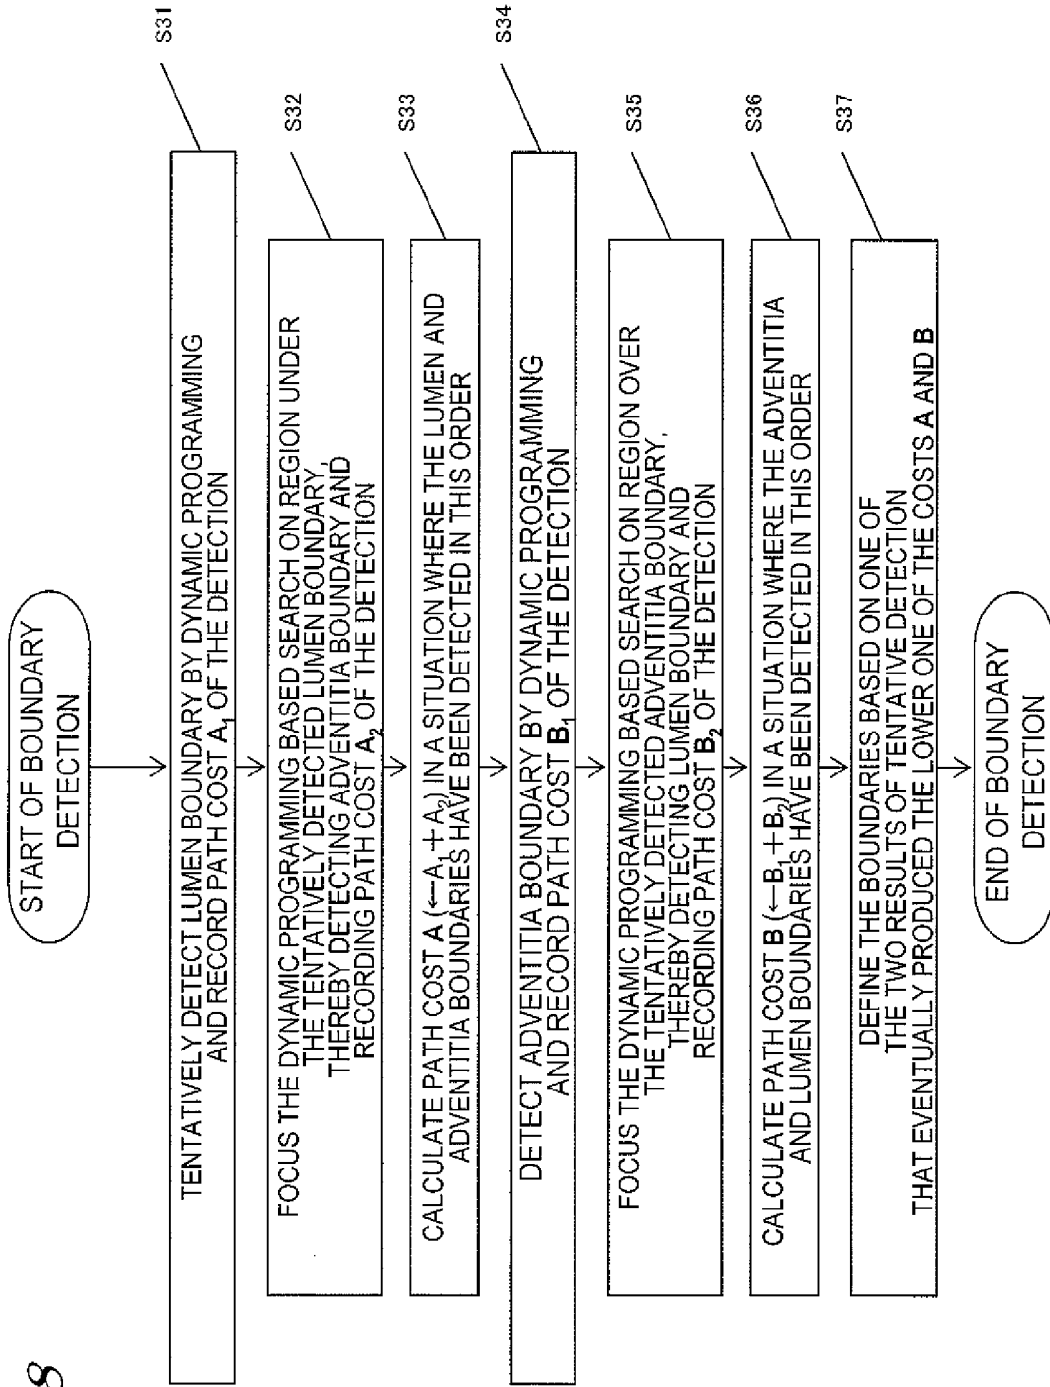 8
START OF BOUNDARY
DETECTION
S31
TENTATIVELY DETECT LUMEN BOUNDARY BY DYNAMIC PROGRAMMING
AND RECORD PATH COST A₁ OF THE DETECTION
S32
FOCUS THE DYNAMIC PROGRAMMING BASED SEARCH ON REGION UNDER
THE TENTATIVELY DETECTED LUMEN BOUNDARY,
THEREBY DETECTING ADVENTITIA BOUNDARY AND
RECORDING PATH COST A₂ OF THE DETECTION
S33
CALCULATE PATH COST A (←A₁+A₂) IN A SITUATION WHERE THE LUMEN AND
ADVENTITIA BOUNDARIES HAVE BEEN DETECTED IN THIS ORDER
S34
DETECT ADVENTITIA BOUNDARY BY DYNAMIC PROGRAMMING
AND RECORD PATH COST B₁ OF THE DETECTION
S35
FOCUS THE DYNAMIC PROGRAMMING BASED SEARCH ON REGION OVER
THE TENTATIVELY DETECTED ADVENTITIA BOUNDARY,
THEREBY DETECTING LUMEN BOUNDARY AND
RECORDING PATH COST B₂ OF THE DETECTION
S36
CALCULATE PATH COST B (←B₁+B₂) IN A SITUATION WHERE THE ADVENTITIA
AND LUMEN BOUNDARIES HAVE BEEN DETECTED IN THIS ORDER
S37
DEFINE THE BOUNDARIES BASED ON ONE OF
THE TWO RESULTS OF TENTATIVE DETECTION
THAT EVENTUALLY PRODUCED THE LOWER ONE OF THE COSTS A AND B
END OF BOUNDARY
DETECTION